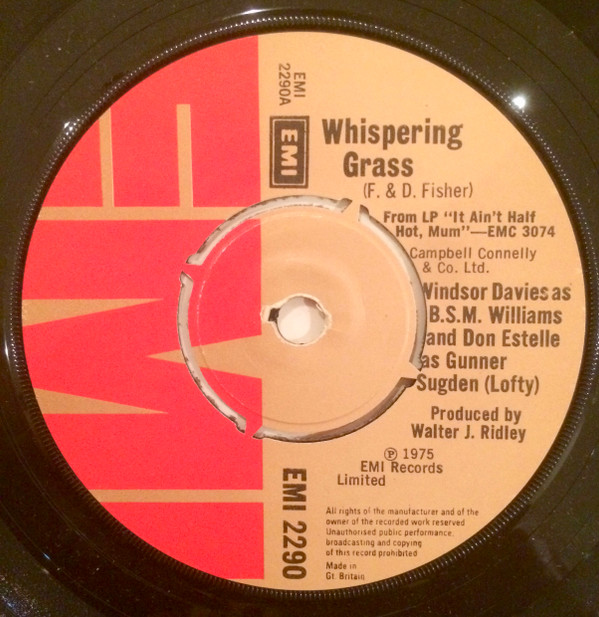 EMI
2290A
EMI
EMI
Whispering
Grass
(F. & D. Fisher)
From LP "It Ain't Half
Hot, Mum"—EMC 3074
Campbell Connelly
& Co. Ltd.
Windsor Davies as
B.S.M. Williams
and Don Estelle
as Gunner
Sugden (Lofty)
Produced by
Walter J. Ridley
℗ 1975
EMI Records
Limited
EMI 2290
All rights of the manufacturer and of the
owner of the recorded work reserved
Unauthorised public performance,
broadcasting and copying
of this record prohibited
Made in
Gt. Britain